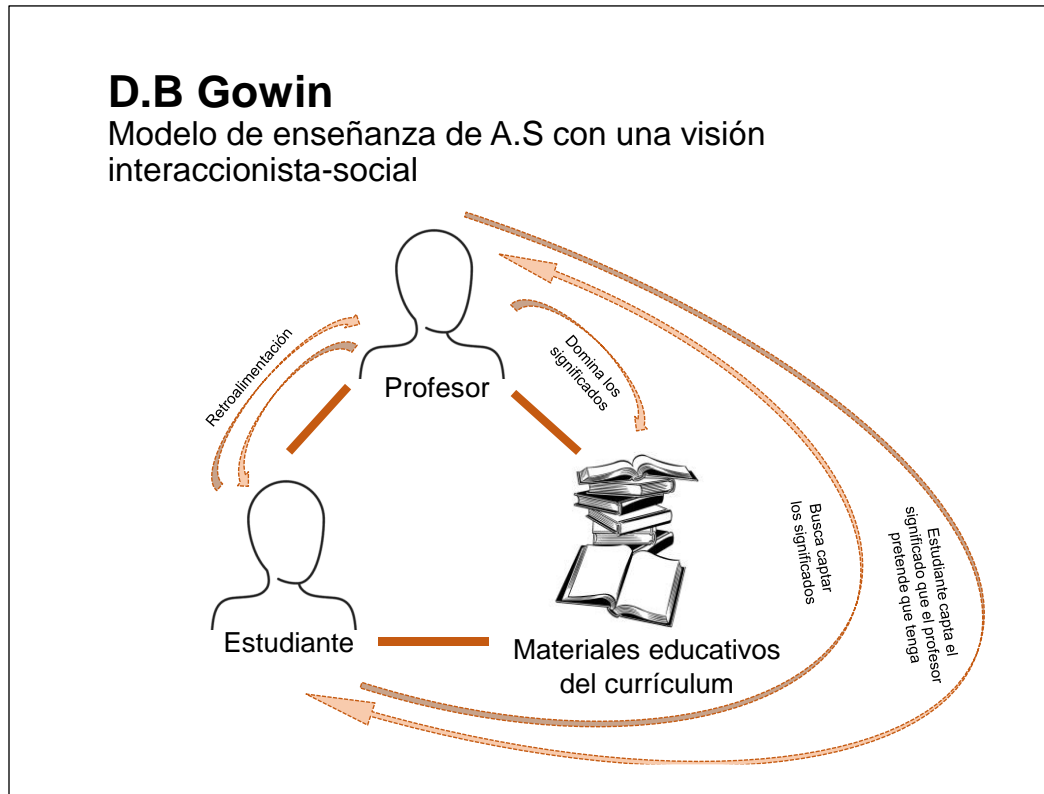 D.B Gowin
Modelo de enseñanza de A.S con una visión
interaccionista-social
Retroalimentación
Domina los
significados
Profesor
Busca captar
los significados
Estudiante capta el
significado que el profesor
pretende que tenga
Estudiante
Materiales educativos
del currículum